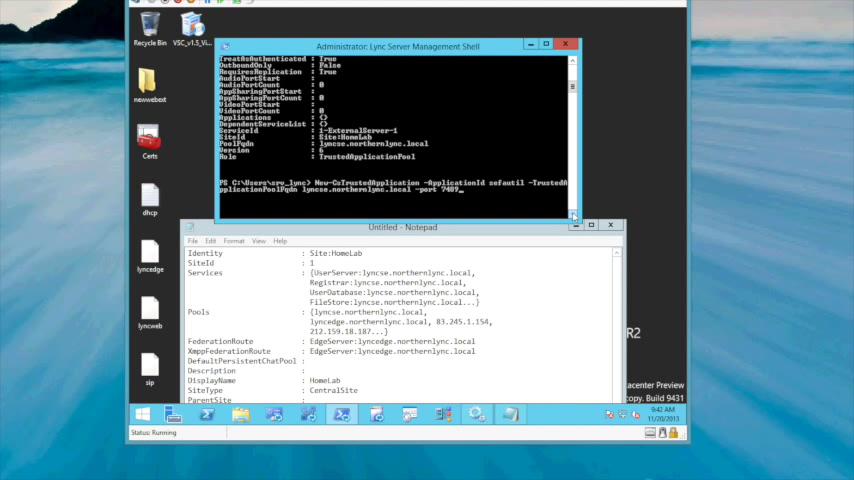 Recycle Bin
VSC_v1.5_Vi...
newwebext
Certs
dhcp
lyncedge
lyncweb
sip
Administrator: Lync Server Management Shell
TreatAsAuthenticated : True
OutboundOnly : False
RequiresReplication : True
AudioPortStart :
AudioPortCount : 0
AppSharingPortStart :
AppSharingPortCount : 0
VideoPortStart :
VideoPortCount : 0
Applications : {}
DependentServiceList : {}
ServiceId : 1-ExternalServer-1
SiteId : Site:HomeLab
PoolFqdn : lyncse.northernlync.local
Version : 6
Role : TrustedApplicationPool
PS C:\Users\srv_lync> New-CsTrustedApplication -ApplicationId sefautil -TrustedA
pplicationPoolFqdn lyncse.northernlync.local -port 7489_
Untitled - Notepad
File Edit Format View Help
Identity : Site:HomeLab
SiteId : 1
Services : {UserServer:lyncse.northernlync.local,
Registrar:lyncse.northernlync.local,
UserDatabase:lyncse.northernlync.local,
FileStore:lyncse.northernlync.local...}
Pools : {lyncse.northernlync.local,
lyncedge.northernlync.local, 83.245.1.154,
212.159.18.187...}
FederationRoute : EdgeServer:lyncedge.northernlync.local
XmppFederationRoute : EdgeServer:lyncedge.northernlync.local
DefaultPersistentChatPool :
Description :
DisplayName : HomeLab
SiteType : CentralSite
ParentSite :
R2
tacenter Preview
copy. Build 9431
9:42 AM
11/20/2013
Status: Running